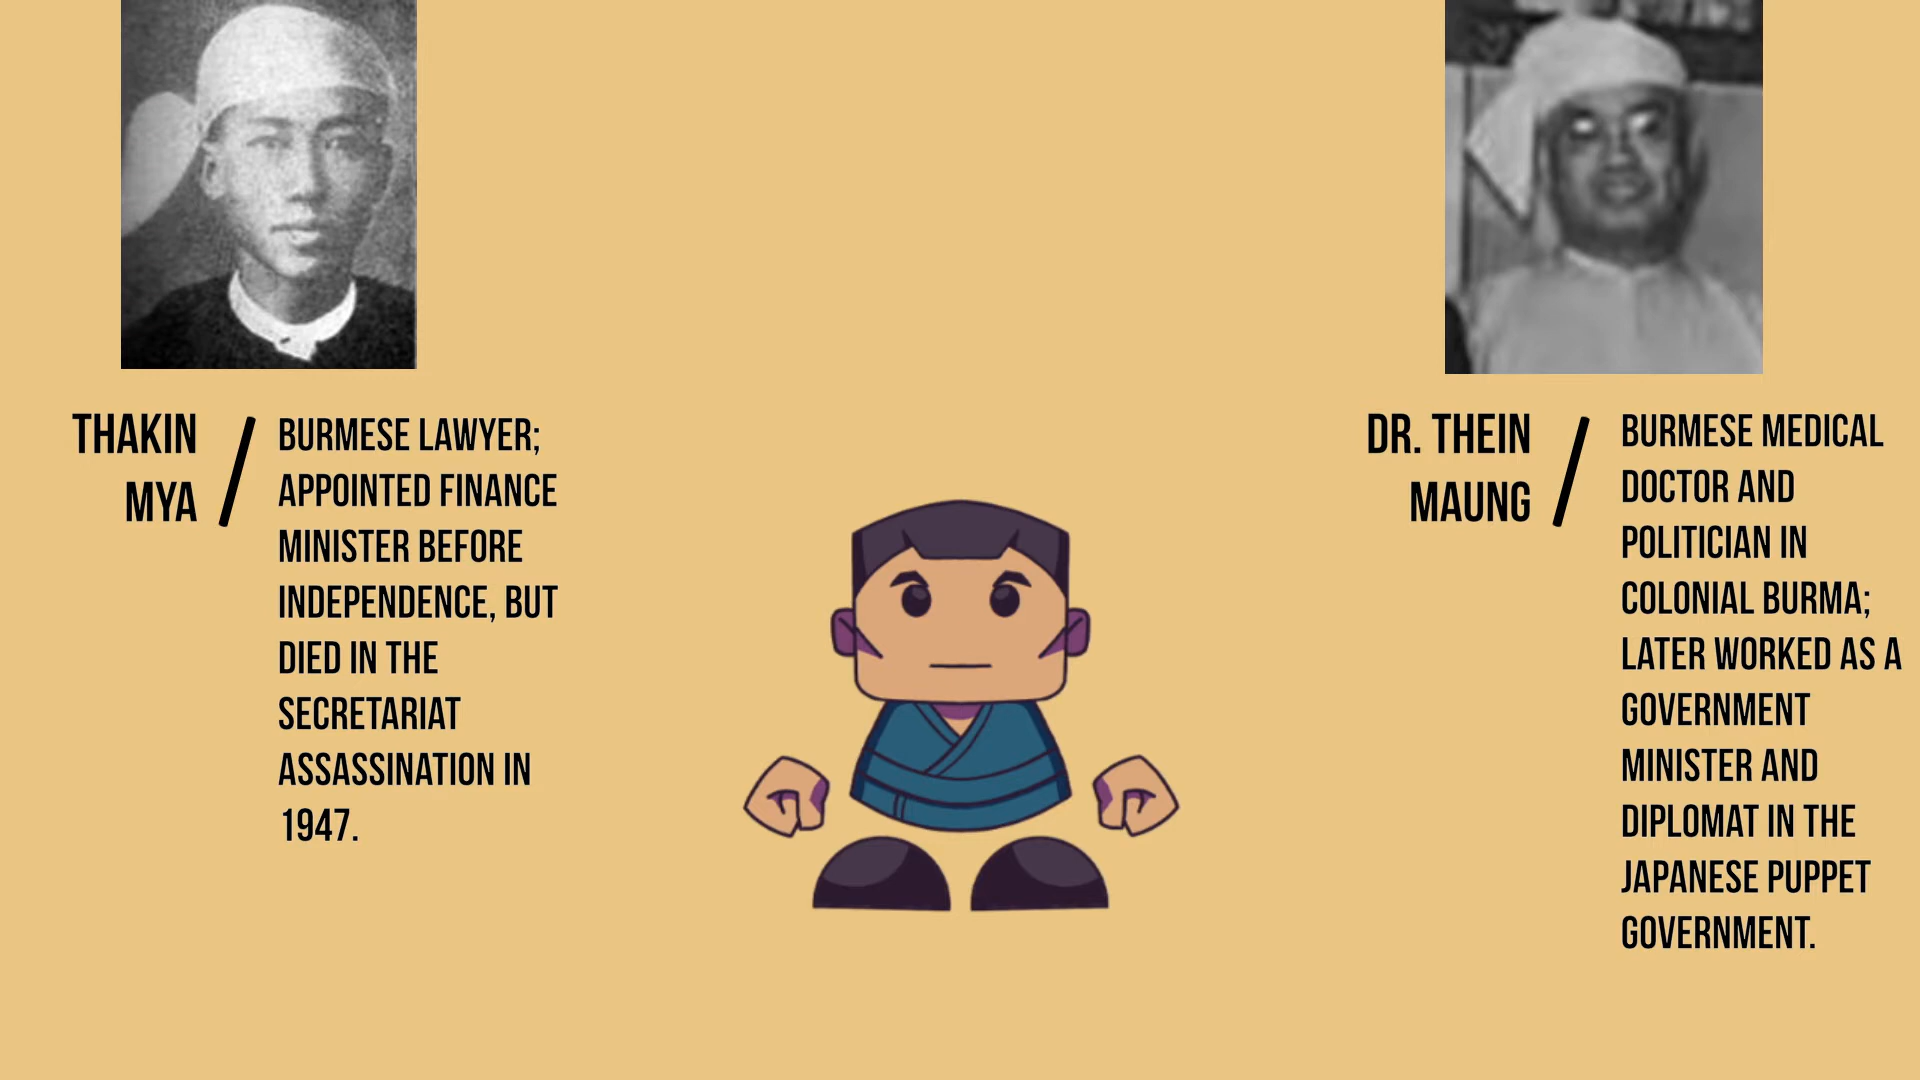 THAKIN
MYA
BURMESE LAWYER;
APPOINTED FINANCE
MINISTER BEFORE
INDEPENDENCE, BUT
DIED IN THE
SECRETARIAT
ASSASSINATION IN
1947.
DR. THEIN
MAUNG
BURMESE MEDICAL
DOCTOR AND
POLITICIAN IN
COLONIAL BURMA;
LATER WORKED AS A
GOVERNMENT
MINISTER AND
DIPLOMAT IN THE
JAPANESE PUPPET
GOVERNMENT.